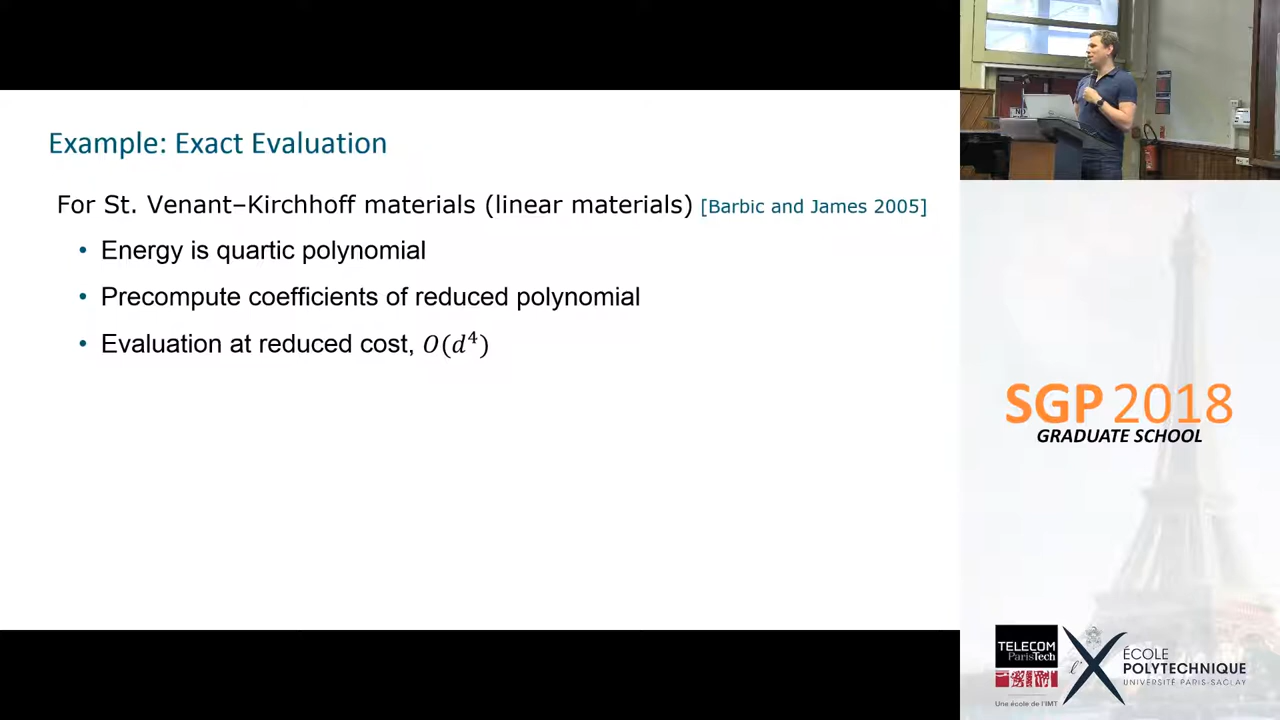 Example: Exact Evaluation
For St. Venant–Kirchhoff materials (linear materials) [Barbic and James 2005]
• Energy is quartic polynomial
• Precompute coefficients of reduced polynomial
• Evaluation at reduced cost, O(d⁴)
SGP 2018
GRADUATE SCHOOL
TELECOM
ParisTech
Une école de l'IMT
ÉCOLE
POLYTECHNIQUE
UNIVERSITÉ PARIS-SACLAY